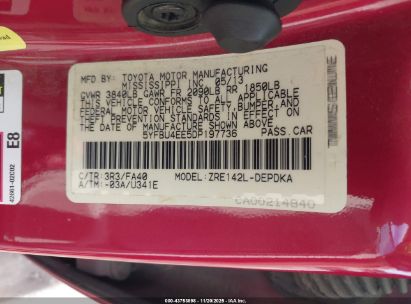 MFD. BY: TOYOTA MOTOR MANUFACTURING
MISSISSIPPI, INC. 05/13
GVWR 3840LB GAWR FR 2090LB RR 1850LB
THIS VEHICLE CONFORMS TO ALL APPLICABLE
FEDERAL MOTOR VEHICLE SAFETY, BUMPER, AND
THEFT PREVENTION STANDARDS IN EFFECT ON
THE DATE OF MANUFACTURE SHOWN ABOVE.
5YFBU4EE5DP197736 PASS. CAR
C/TR: 3R3/FA40 MODEL: ZRE142L-DEPDKA
A/TM: -03A/U341E
CA00214840
E8